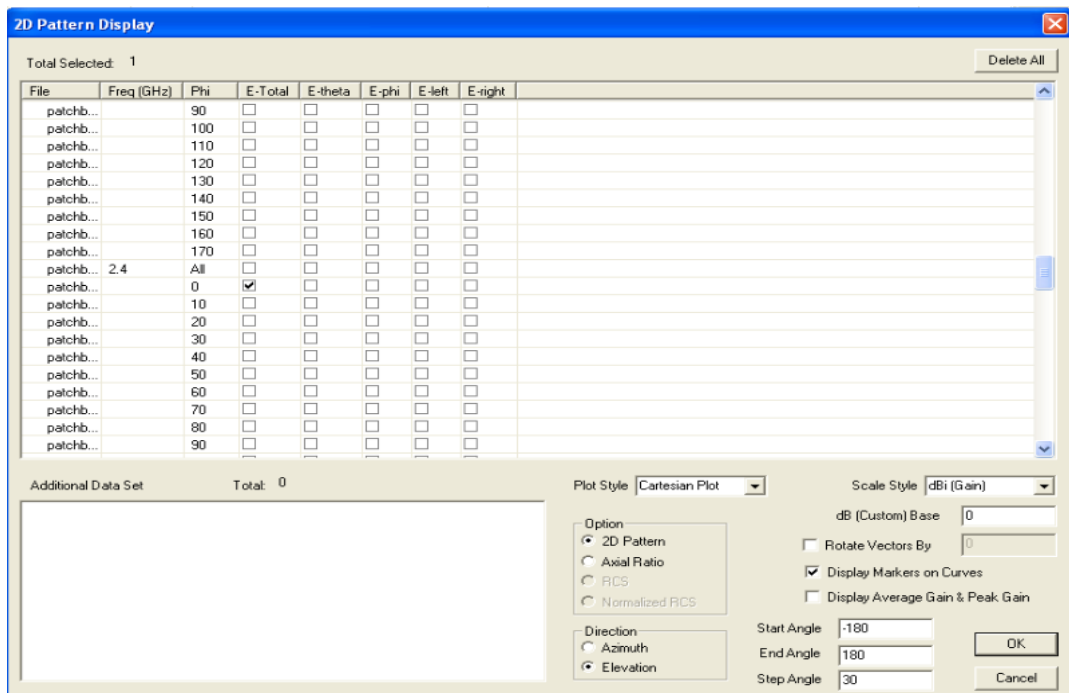 2D Pattern Display
Total Selected: 1
Delete All
File Freq (GHz) Phi E-Total E-theta E-phi E-left E-right
patchb... 90
patchb... 100
patchb... 110
patchb... 120
patchb... 130
patchb... 140
patchb... 150
patchb... 160
patchb... 170
patchb... 2.4 All
patchb... 0
patchb... 10
patchb... 20
patchb... 30
patchb... 40
patchb... 50
patchb... 60
patchb... 70
patchb... 80
patchb... 90
Additional Data Set Total: 0
Plot Style Cartesian Plot
Scale Style dBi (Gain)
dB (Custom) Base 0
Option
2D Pattern
Axial Ratio
RCS
Normalized RCS
Rotate Vectors By 0
Display Markers on Curves
Display Average Gain & Peak Gain
Direction
Azimuth
Elevation
Start Angle -180
End Angle 180
Step Angle 30
OK
Cancel